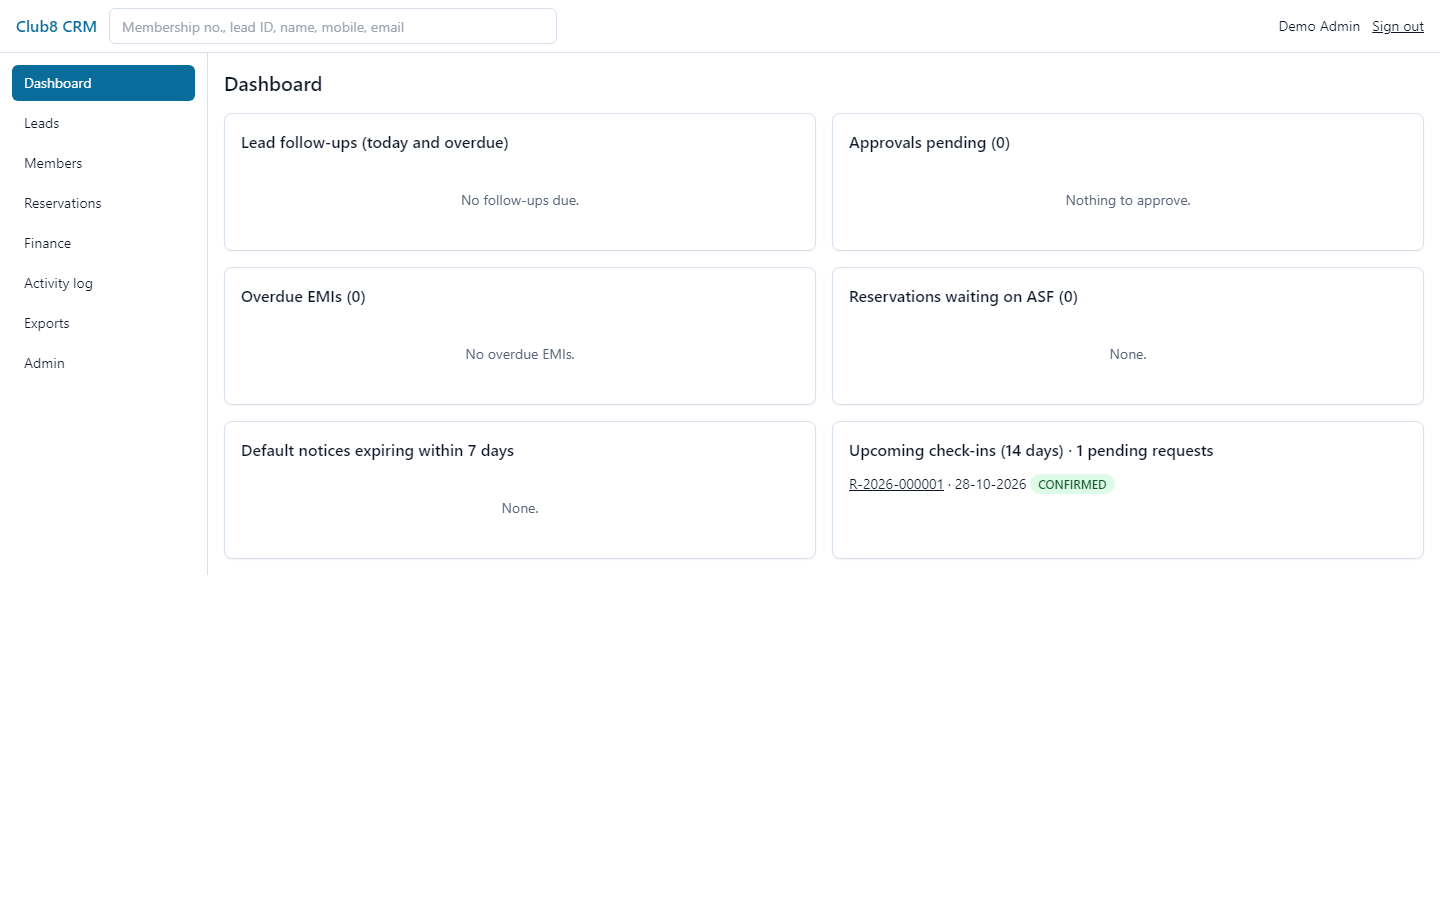 Club8 CRM
Membership no., lead ID, name, mobile, email
Demo Admin
Sign out
Dashboard
Leads
Members
Reservations
Finance
Activity log
Exports
Admin
Dashboard
Lead follow-ups (today and overdue)
No follow-ups due.
Approvals pending (0)
Nothing to approve.
Overdue EMIs (0)
No overdue EMIs.
Reservations waiting on ASF (0)
None.
Default notices expiring within 7 days
None.
Upcoming check-ins (14 days) · 1 pending requests
R-2026-000001 · 28-10-2026 CONFIRMED